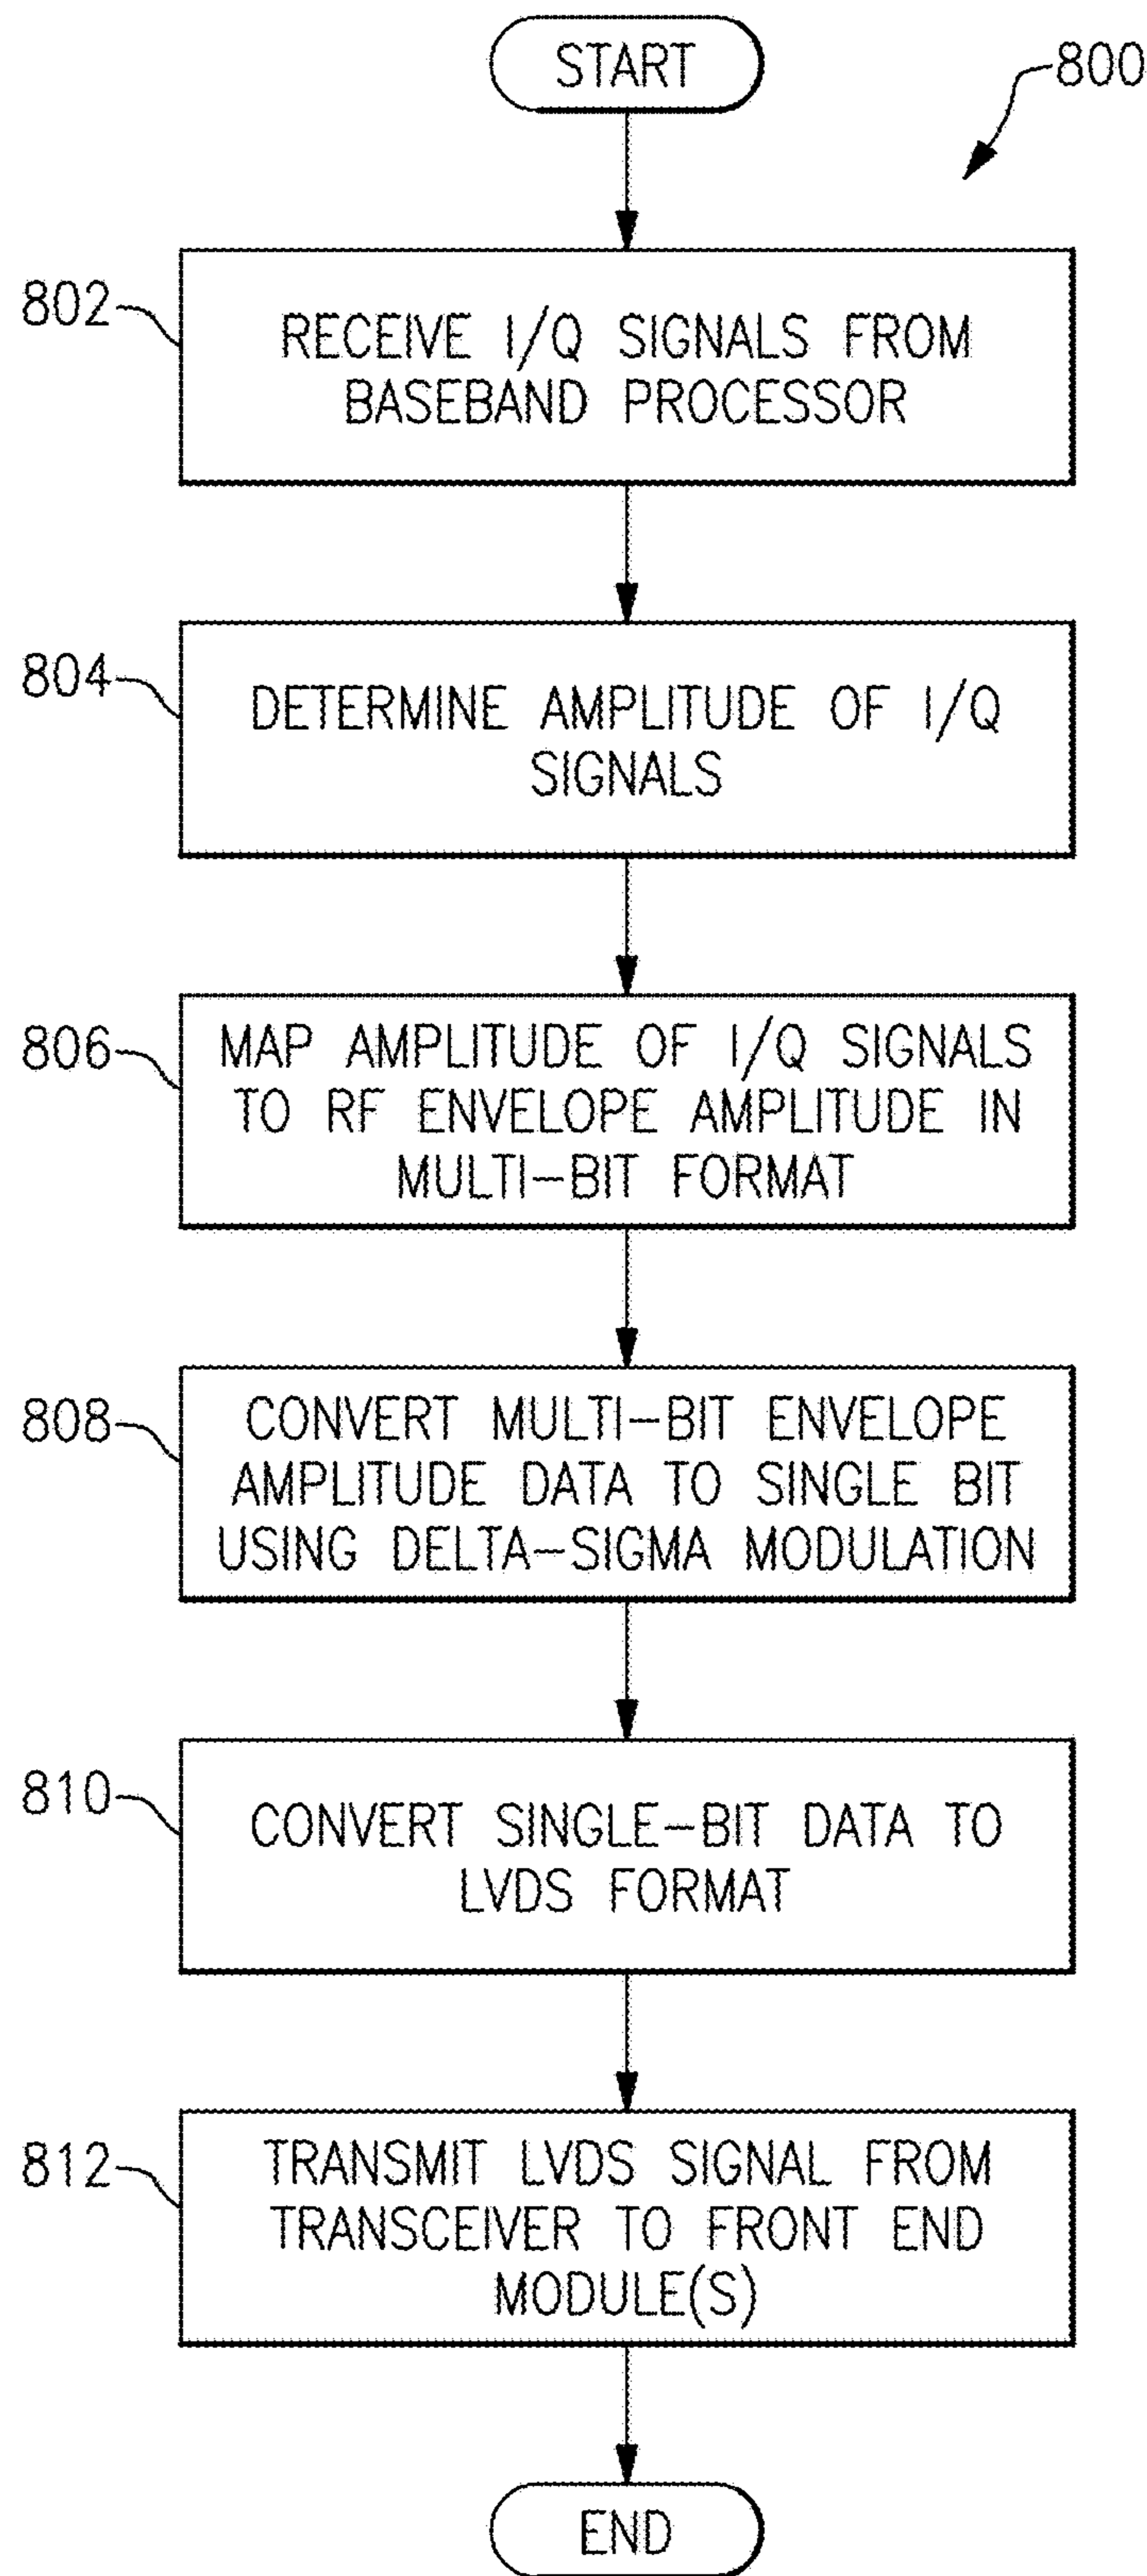 START
800
802
RECEIVE I/Q SIGNALS FROM
BASEBAND PROCESSOR
804
DETERMINE AMPLITUDE OF I/Q
SIGNALS
806
MAP AMPLITUDE OF I/Q SIGNALS
TO RF ENVELOPE AMPLITUDE IN
MULTI-BIT FORMAT
808
CONVERT MULTI-BIT ENVELOPE
AMPLITUDE DATA TO SINGLE BIT
USING DELTA-SIGMA MODULATION
810
CONVERT SINGLE-BIT DATA TO
LVDS FORMAT
812
TRANSMIT LVDS SIGNAL FROM
TRANSCEIVER TO FRONT END
MODULE(S)
END